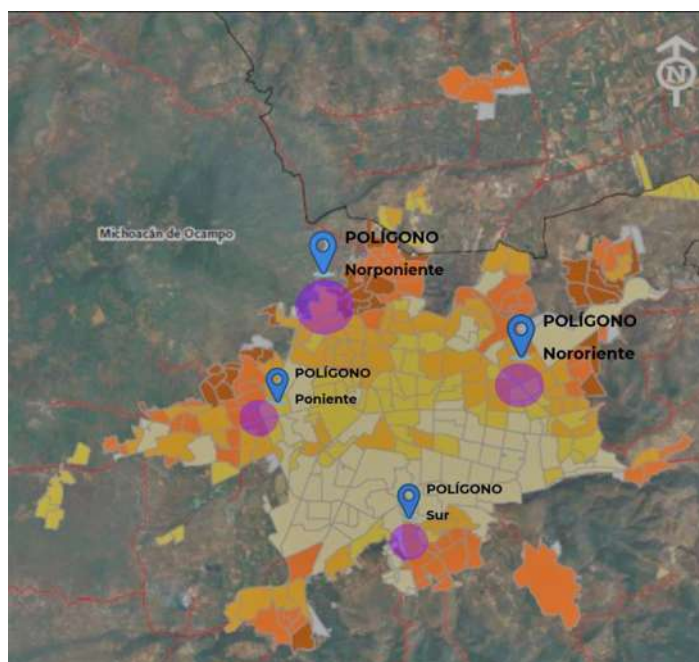 N
Michoacán de Ocampo
POLÍGONO
Norponiente
POLÍGONO
Nororiente
POLÍGONO
Poniente
POLÍGONO
Sur